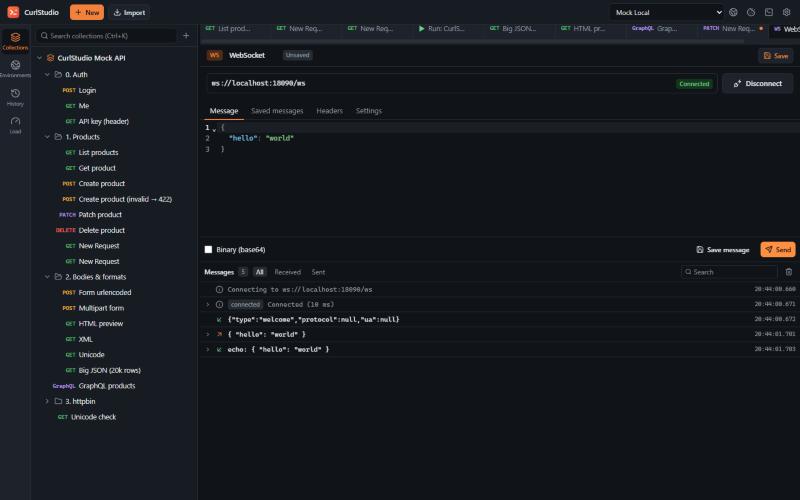 CurlStudio
+ New
Import
Mock Local
Collections
Environments
History
Load
Search collections (Ctrl+K)
CurlStudio Mock API
0. Auth
POST Login
GET Me
GET API key (header)
1. Products
GET List products
GET Get product
POST Create product
POST Create product (invalid → 422)
PATCH Patch product
DELETE Delete product
GET New Request
GET New Request
2. Bodies & formats
POST Form urlencoded
POST Multipart form
GET HTML preview
GET XML
GET Unicode
GET Big JSON (20k rows)
GraphQL GraphQL products
3. httpbin
GET Unicode check
GET List prod...
GET New Req...
GET New Req...
Run: CurlS...
GET Big JSON...
GET HTML pr...
GraphQL Grap...
PATCH New Req...
WS WebS
WS WebSocket Unsaved
Save
ws://localhost:18090/ws
Connected
Disconnect
Message Saved messages Headers Settings
1 {
2 "hello": "world"
3 }
Binary (base64)
Save message
Send
Messages 5 All Received Sent
Search
Connecting to ws://localhost:18090/ws 20:44:00.660
connected Connected (10 ms) 20:44:00.671
{"type":"welcome","protocol":null,"ua":null} 20:44:00.672
{ "hello": "world" } 20:44:01.701
echo: { "hello": "world" } 20:44:01.703